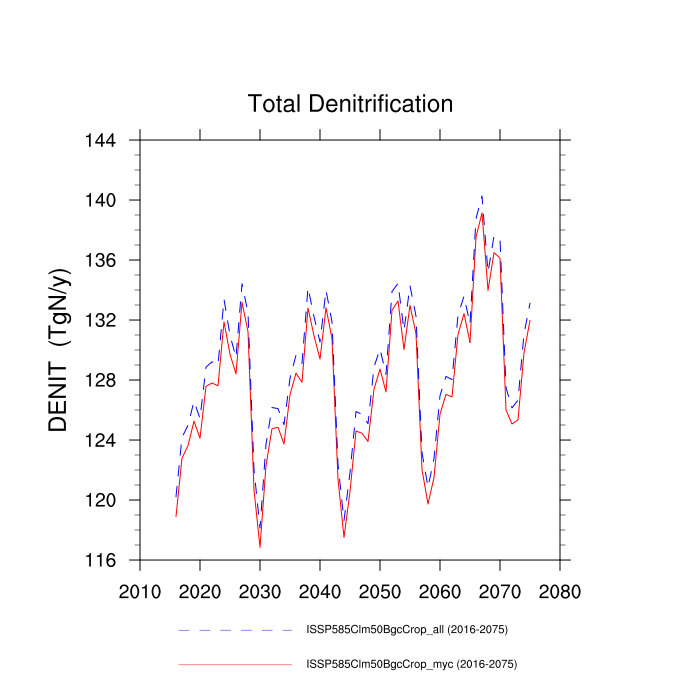 Total Denitrification
DENIT (TgN/y)
144
140
136
132
128
124
120
116
2010 2020 2030 2040 2050 2060 2070 2080
ISSP585Clm50BgcCrop_all (2016-2075)
ISSP585Clm50BgcCrop_myc (2016-2075)